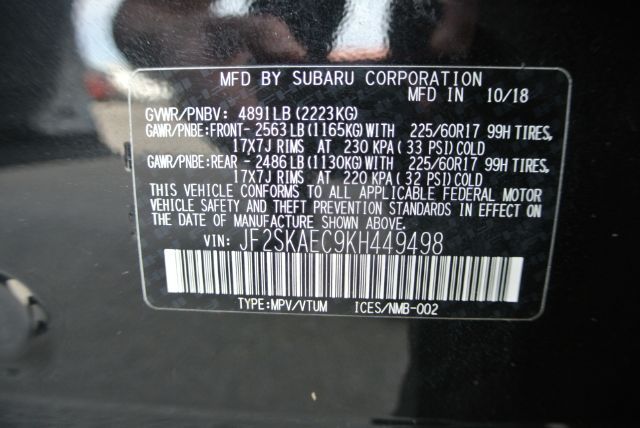 MFD BY SUBARU CORPORATION
MFD IN 10/18
GVWR/PNBV: 4891LB (2223KG)
GAWR/PNBE:FRONT- 2563LB (1165KG) WITH 225/60R17 99H TIRES,
17X7J RIMS AT 230 KPA ( 33 PSI) COLD
GAWR/PNBE:REAR - 2486LB (1130KG) WITH 225/60R17 99H TIRES,
17X7J RIMS AT 220 KPA ( 32 PSI) COLD
THIS VEHICLE CONFORMS TO ALL APPLICABLE FEDERAL MOTOR
VEHICLE SAFETY AND THEFT PREVENTION STANDARDS IN EFFECT ON
THE DATE OF MANUFACTURE SHOWN ABOVE.
VIN: JF2SKAEC9KH449498
TYPE:MPV/VTUM ICES/NMB-002